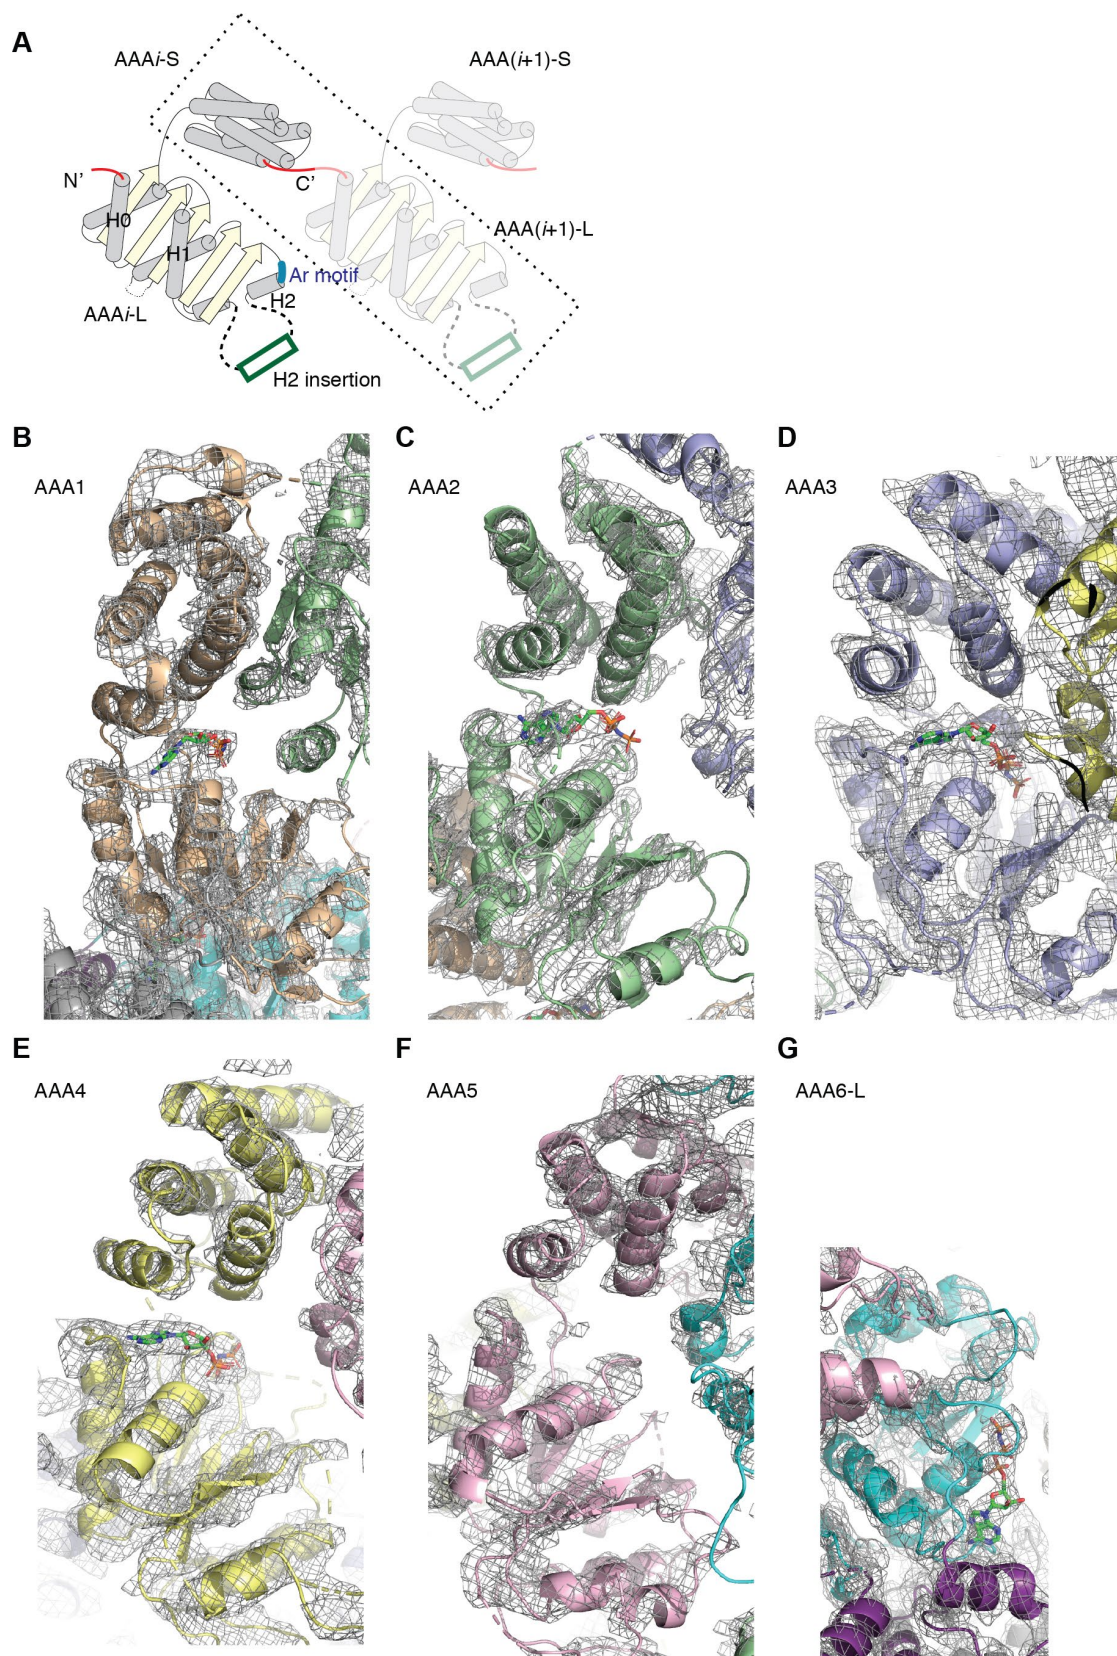 A
AAAi-S
AAA(i+1)-S
N’
C’
H0
H1
AAA(i+1)-L
Ar motif
H2
AAAi-L
H2 insertion
B
C
D
AAA1
AAA2
AAA3
E
F
G
AAA4
AAA5
AAA6-L